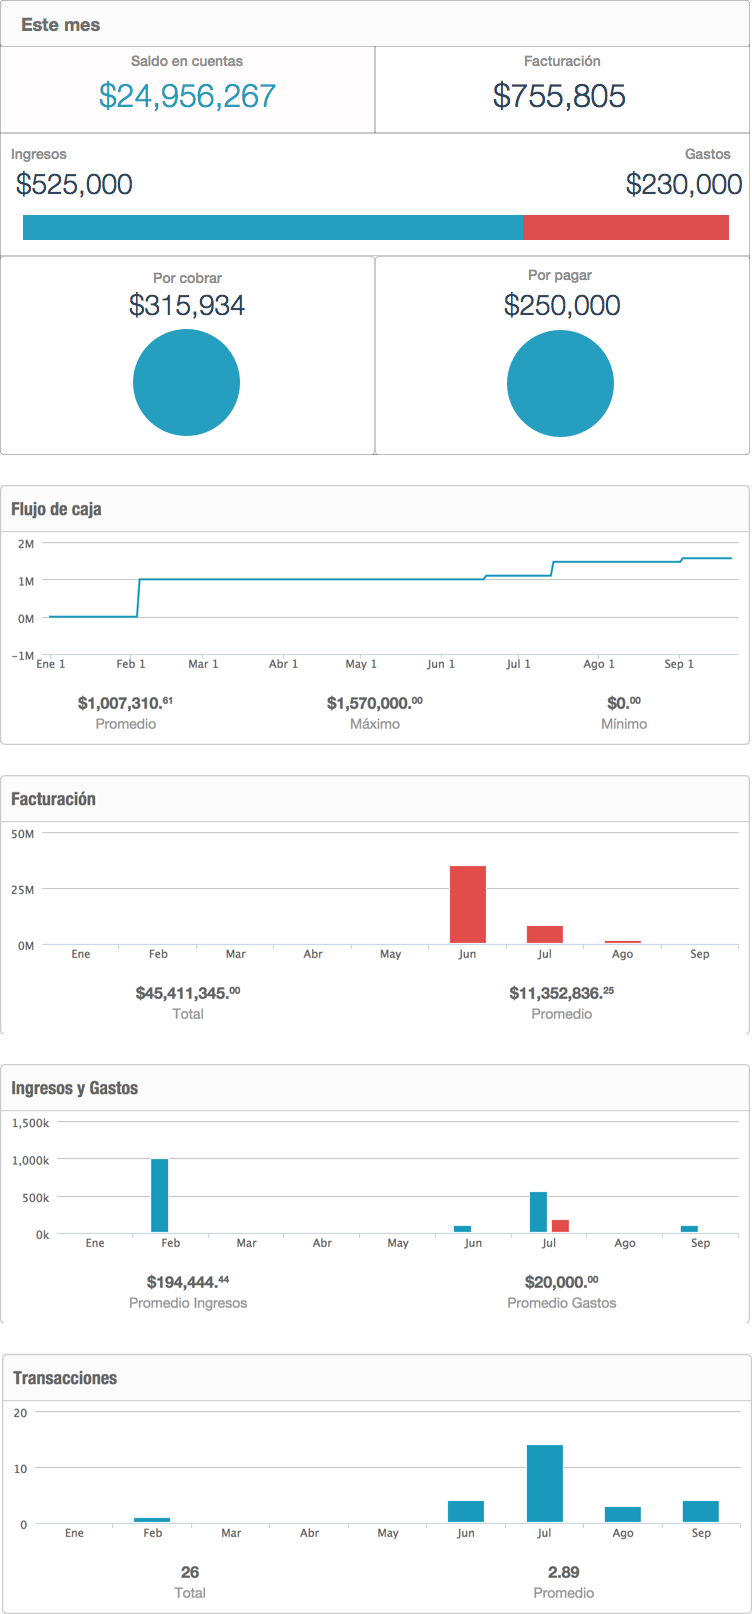 Este mes
Saldo en cuentas
$24,956,267
Facturación
$755,805
Ingresos
$525,000
Gastos
$230,000
Por cobrar
$315,934
Por pagar
$250,000
Flujo de caja
2M
1M
0M
-1M
Ene 1 Feb 1 Mar 1 Abr 1 May 1 Jun 1 Jul 1 Ago 1 Sep 1
$1,007,310.61 $1,570,000.00 $0.00
Promedio Máximo Mínimo
Facturación
50M
25M
0M
Ene Feb Mar Abr May Jun Jul Ago Sep
$45,411,345.00 $11,352,836.25
Total Promedio
Ingresos y Gastos
1,500k
1,000k
500k
0k
Ene Feb Mar Abr May Jun Jul Ago Sep
$194,444.44 $20,000.00
Promedio Ingresos Promedio Gastos
Transacciones
20
10
0
Ene Feb Mar Abr May Jun Jul Ago Sep
26 2.89
Total Promedio